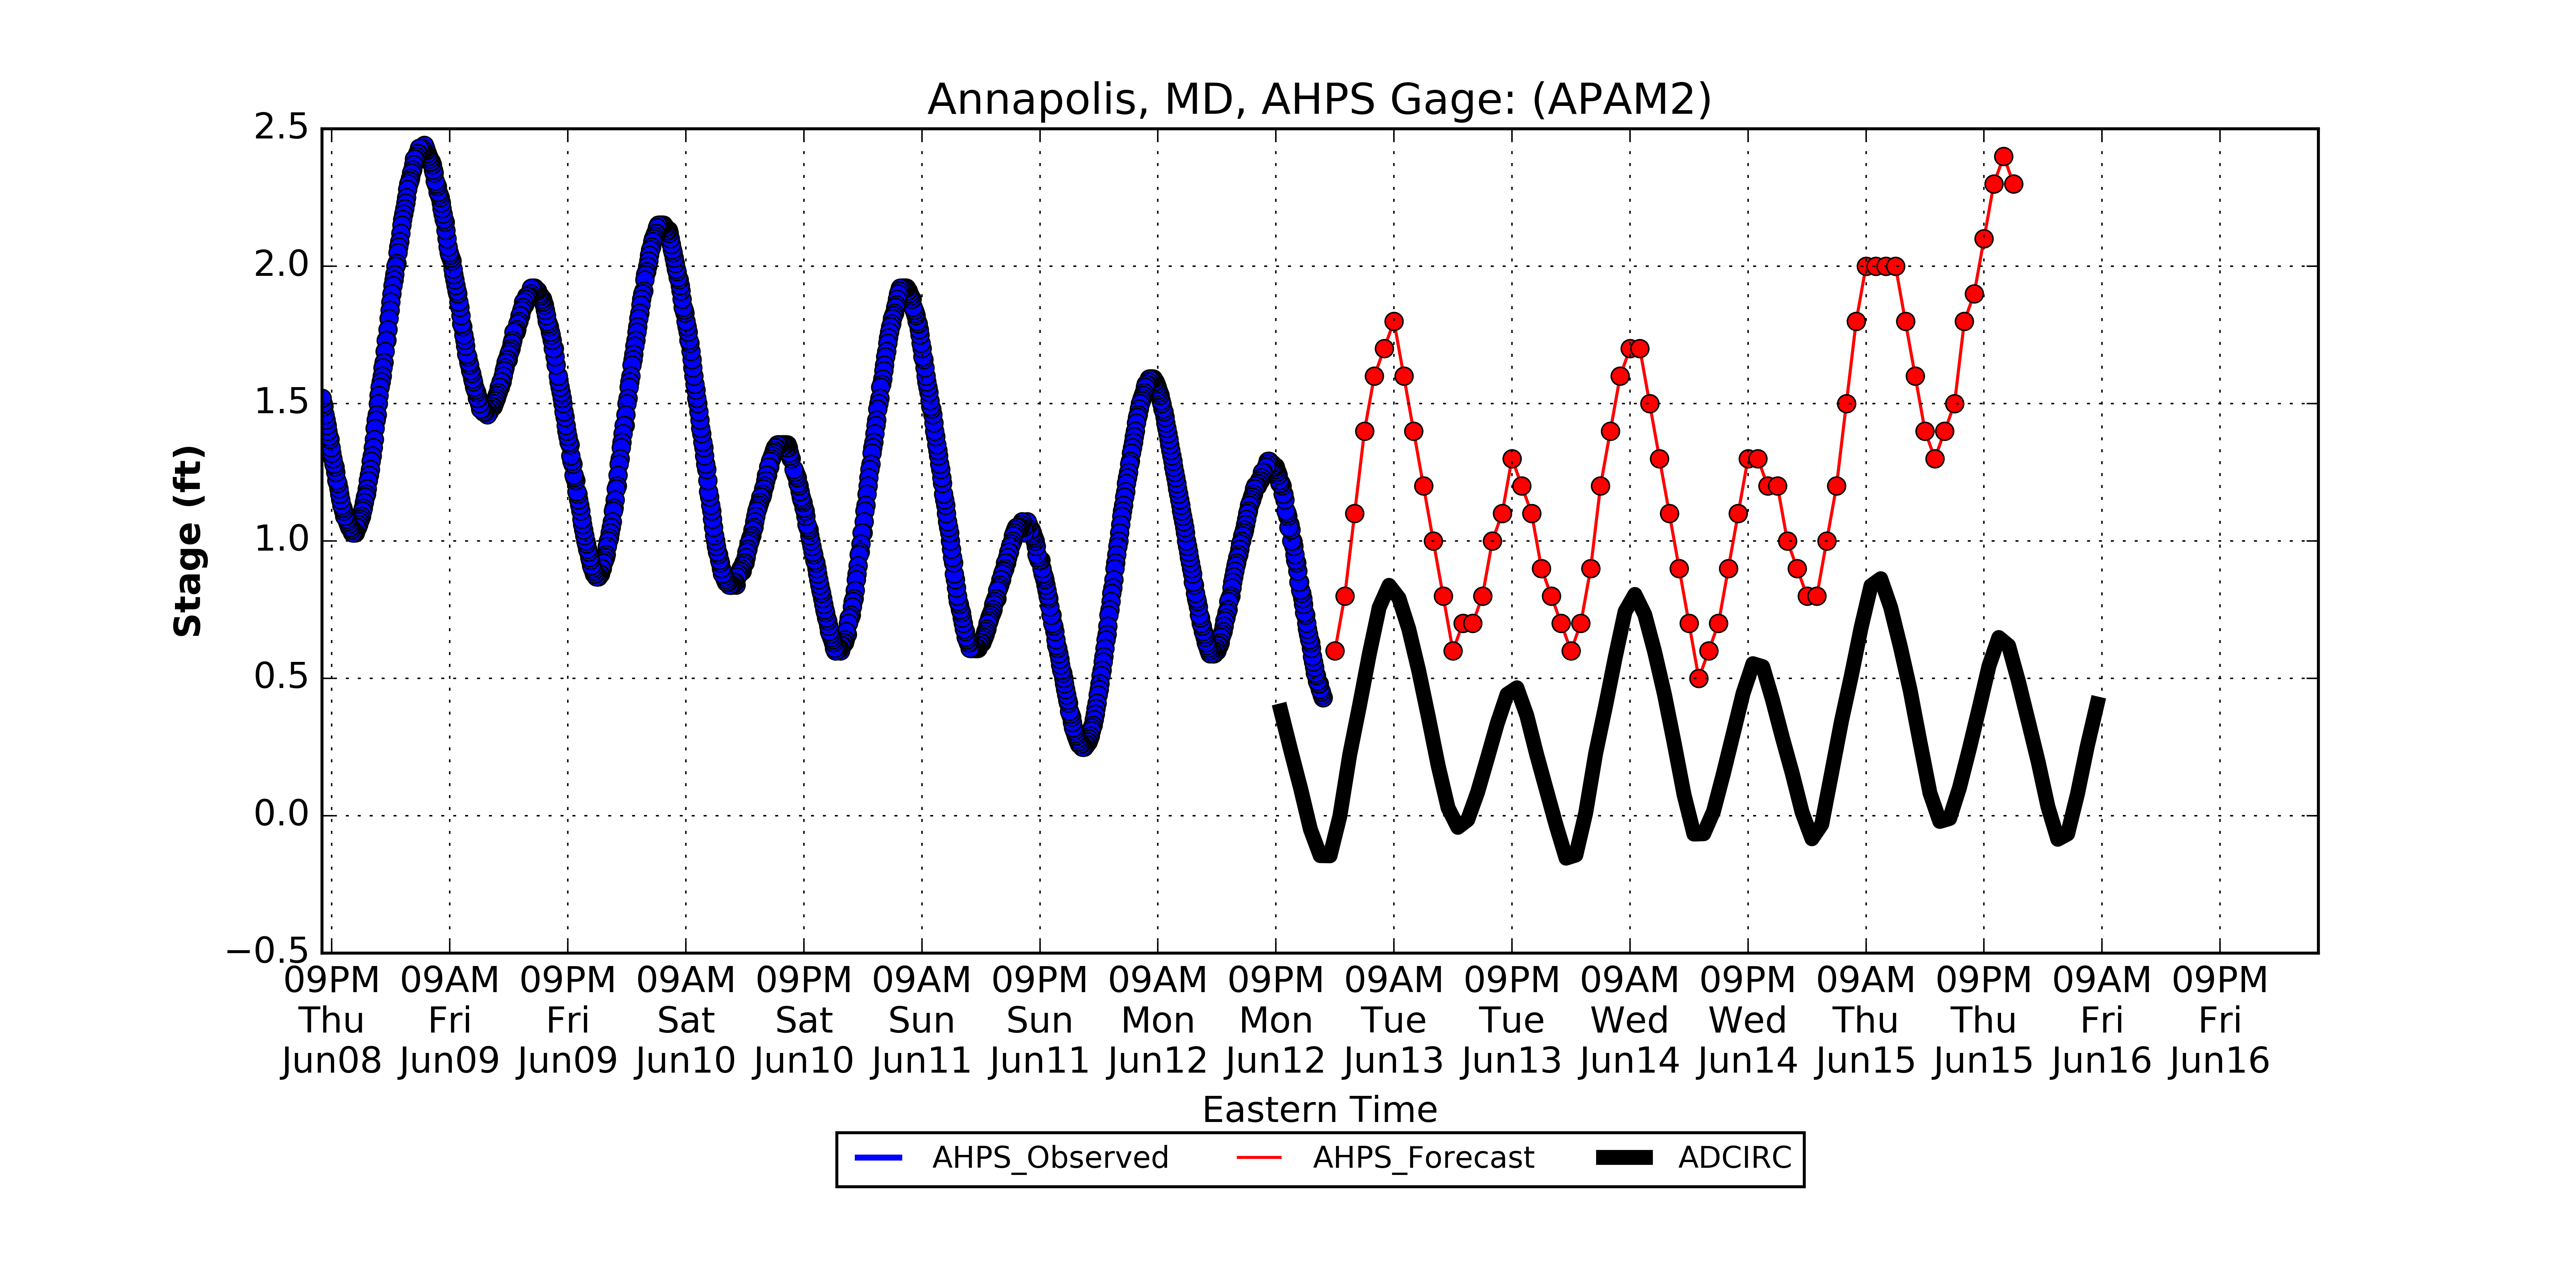 Annapolis, MD, AHPS Gage: (APAM2)
2.5
2.0
1.5
1.0
0.5
0.0
−0.5
Stage (ft)
09PM 09AM 09PM 09AM 09PM 09AM 09PM 09AM 09PM 09AM 09PM 09AM 09PM 09AM 09PM 09AM 09PM
Thu Fri Fri Sat Sat Sun Sun Mon Mon Tue Tue Wed Wed Thu Thu Fri Fri
Jun08 Jun09 Jun09 Jun10 Jun10 Jun11 Jun11 Jun12 Jun12 Jun13 Jun13 Jun14 Jun14 Jun15 Jun15 Jun16 Jun16
Eastern Time
AHPS_Observed AHPS_Forecast ADCIRC